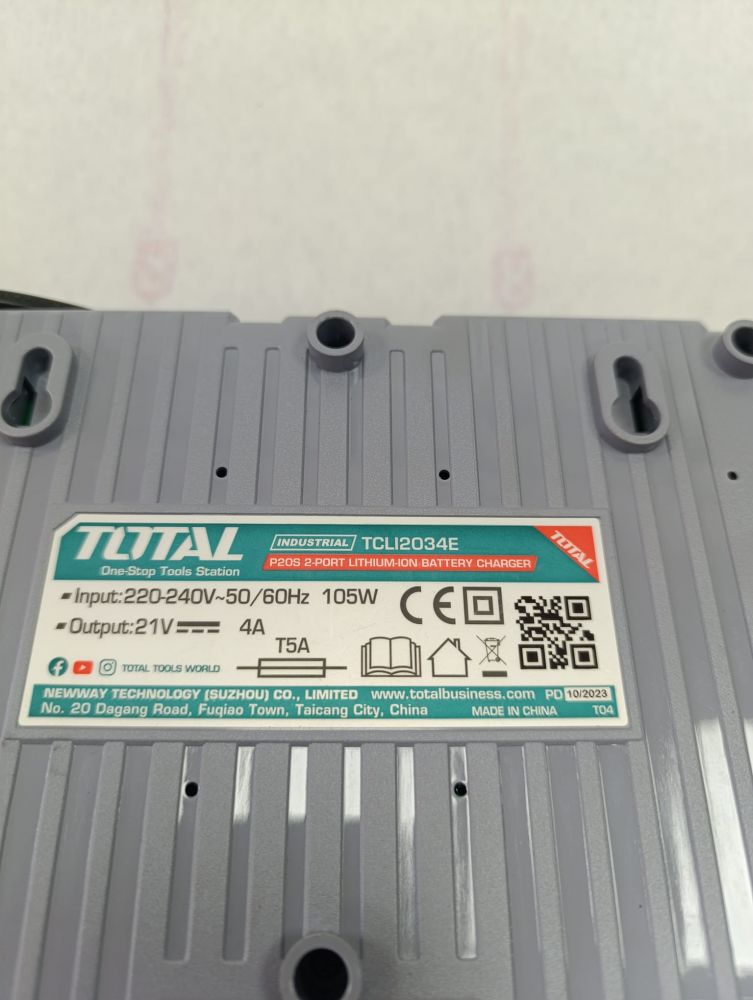 TOTAL
One-Stop Tools Station
INDUSTRIAL TCLI2034E
P20S 2-PORT LITHIUM-ION BATTERY CHARGER
TOTAL
Input:220-240V~50/60Hz 105W
Output:21V 4A
CE
T5A
TOTAL TOOLS WORLD
NEWWAY TECHNOLOGY (SUZHOU) CO., LIMITED www.totalbusiness.com PD 10/2023
No. 20 Dagang Road, Fuqiao Town, Taicang City, China MADE IN CHINA T04